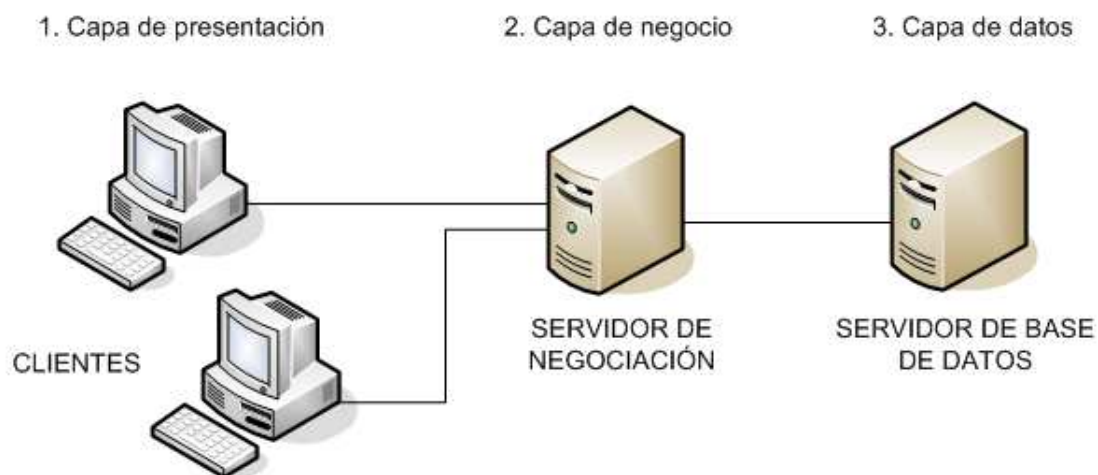 1. Capa de presentación
2. Capa de negocio
3. Capa de datos
CLIENTES
SERVIDOR DE
NEGOCIACIÓN
SERVIDOR DE BASE
DE DATOS